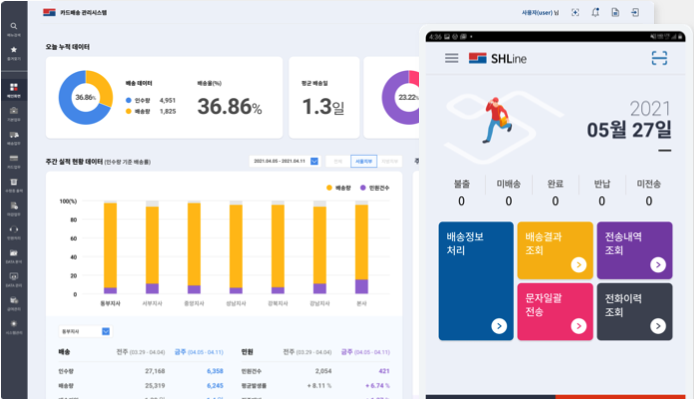 카드배송 관리시스템
사용자(user) 님
오늘 누적 데이터
36.86%
배송 데이터
인수량 4,951
배송량 1,825
배송률(%)
36.86%
평균 배송일
1.3일
23.22%
주간 실적 현황 데이터 (인수량 기준 배송률)
2021.04.05 - 2021.04.11
서울지부
배송량
민원건수
100(%)
80
60
40
20
0
동부지사
서부지사
중앙지사
성남지사
강북지사
강남지사
본사
동부지사
배송
전주 (03.29 - 04.04)
금주 (04.05 - 04.11)
민원
전주 (03.29 - 04.04)
금주 (04.05 - 04.11)
인수량 27,168 6,358
민원건수 2,054 421
배송량 25,319 6,245
평균발생률 + 8.11 % + 6.74 %
4:36
SHLine
2021
05월 27일
불출
미배송
완료
반납
미전송
0
0
0
0
0
배송정보
처리
배송결과
조회
전송내역
조회
문자일괄
전송
전화이력
조회